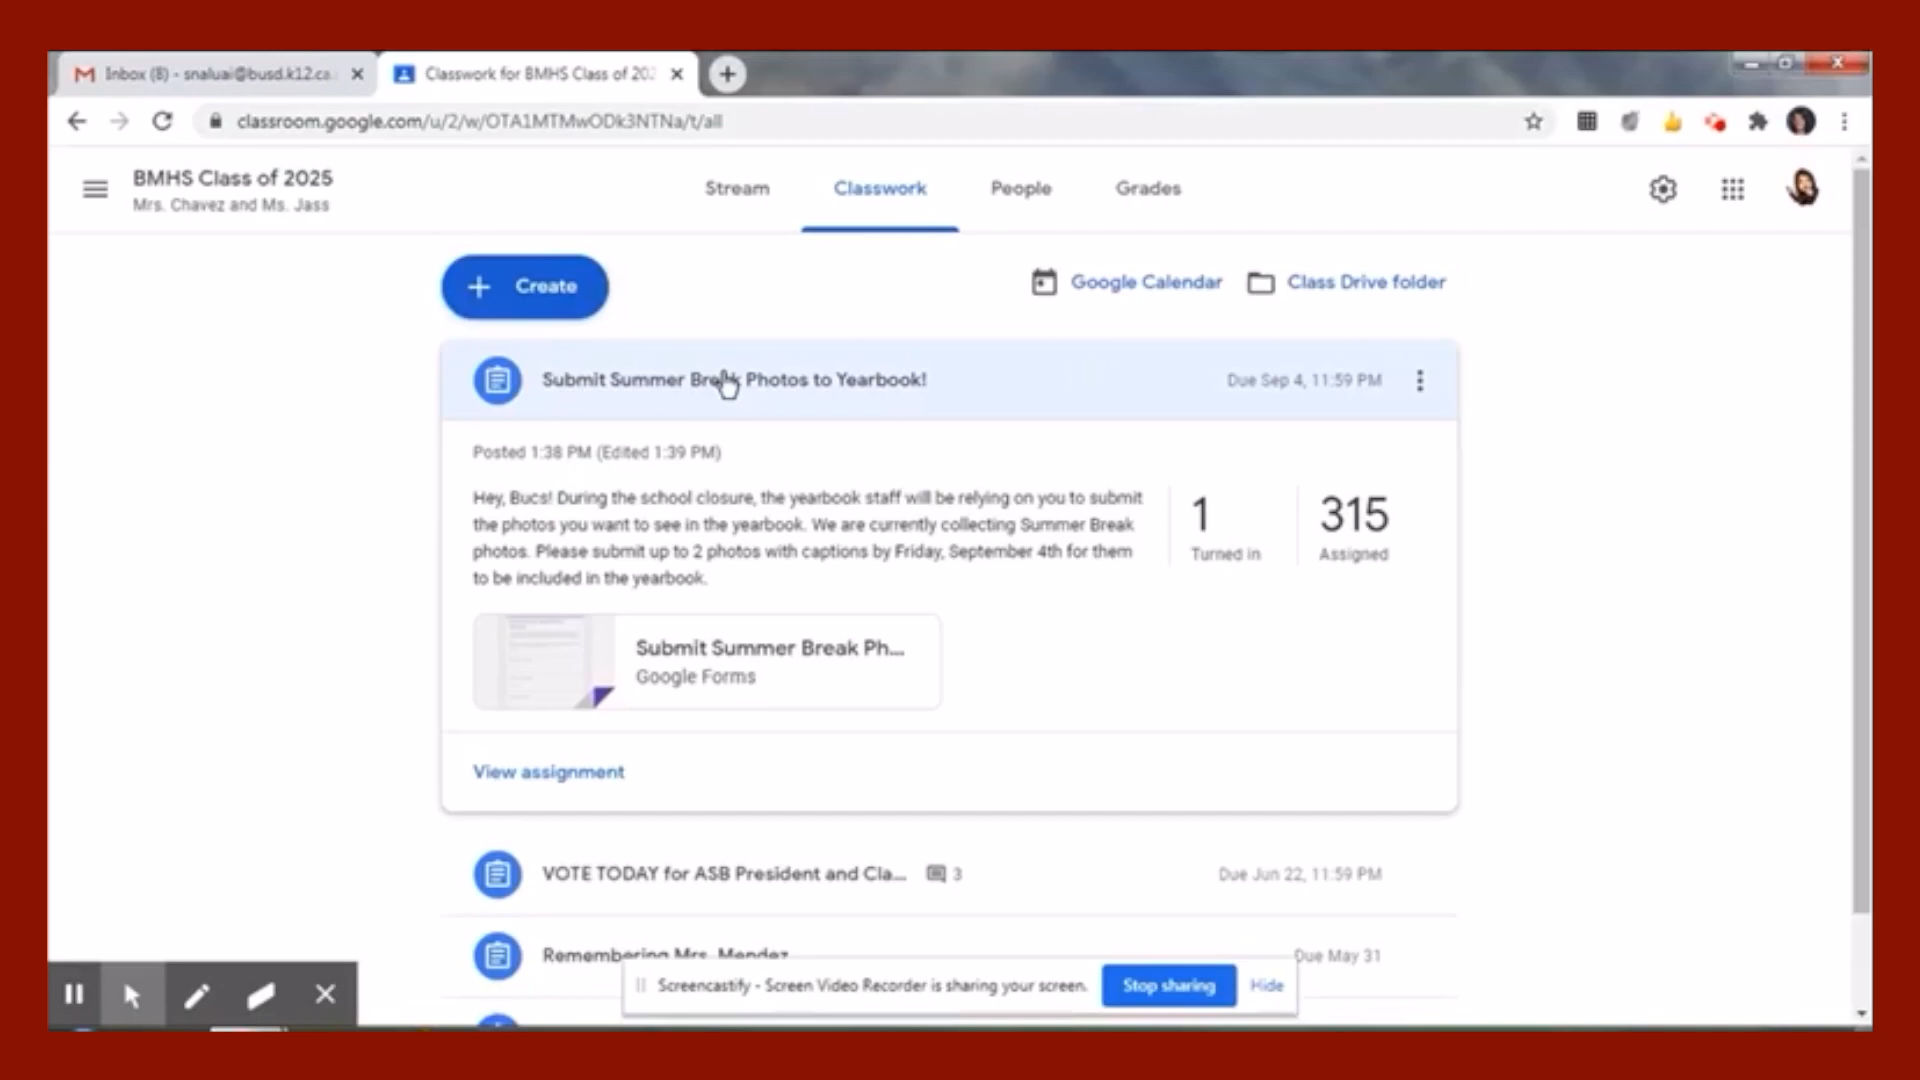 Inbox (8) - snaluai@busd.k12.ca.
Classwork for BMHS Class of 202
classroom.google.com/u/2/w/OTA1MTMwODk3NTNa/t/all
BMHS Class of 2025
Mrs. Chavez and Ms. Jass
Stream
Classwork
People
Grades
Create
Google Calendar
Class Drive folder
Submit Summer Break Photos to Yearbook!
Due Sep 4, 11:59 PM
Posted 1:38 PM (Edited 1:39 PM)
Hey, Bucs! During the school closure, the yearbook staff will be relying on you to submit
the photos you want to see in the yearbook. We are currently collecting Summer Break
photos. Please submit up to 2 photos with captions by Friday, September 4th for them
to be included in the yearbook.
1
Turned in
315
Assigned
Submit Summer Break Ph...
Google Forms
View assignment
VOTE TODAY for ASB President and Cla...
3
Due Jun 22, 11:59 PM
Remembering Mrs. Mendez
Due May 31
Screencastify - Screen Video Recorder is sharing your screen.
Stop sharing
Hide